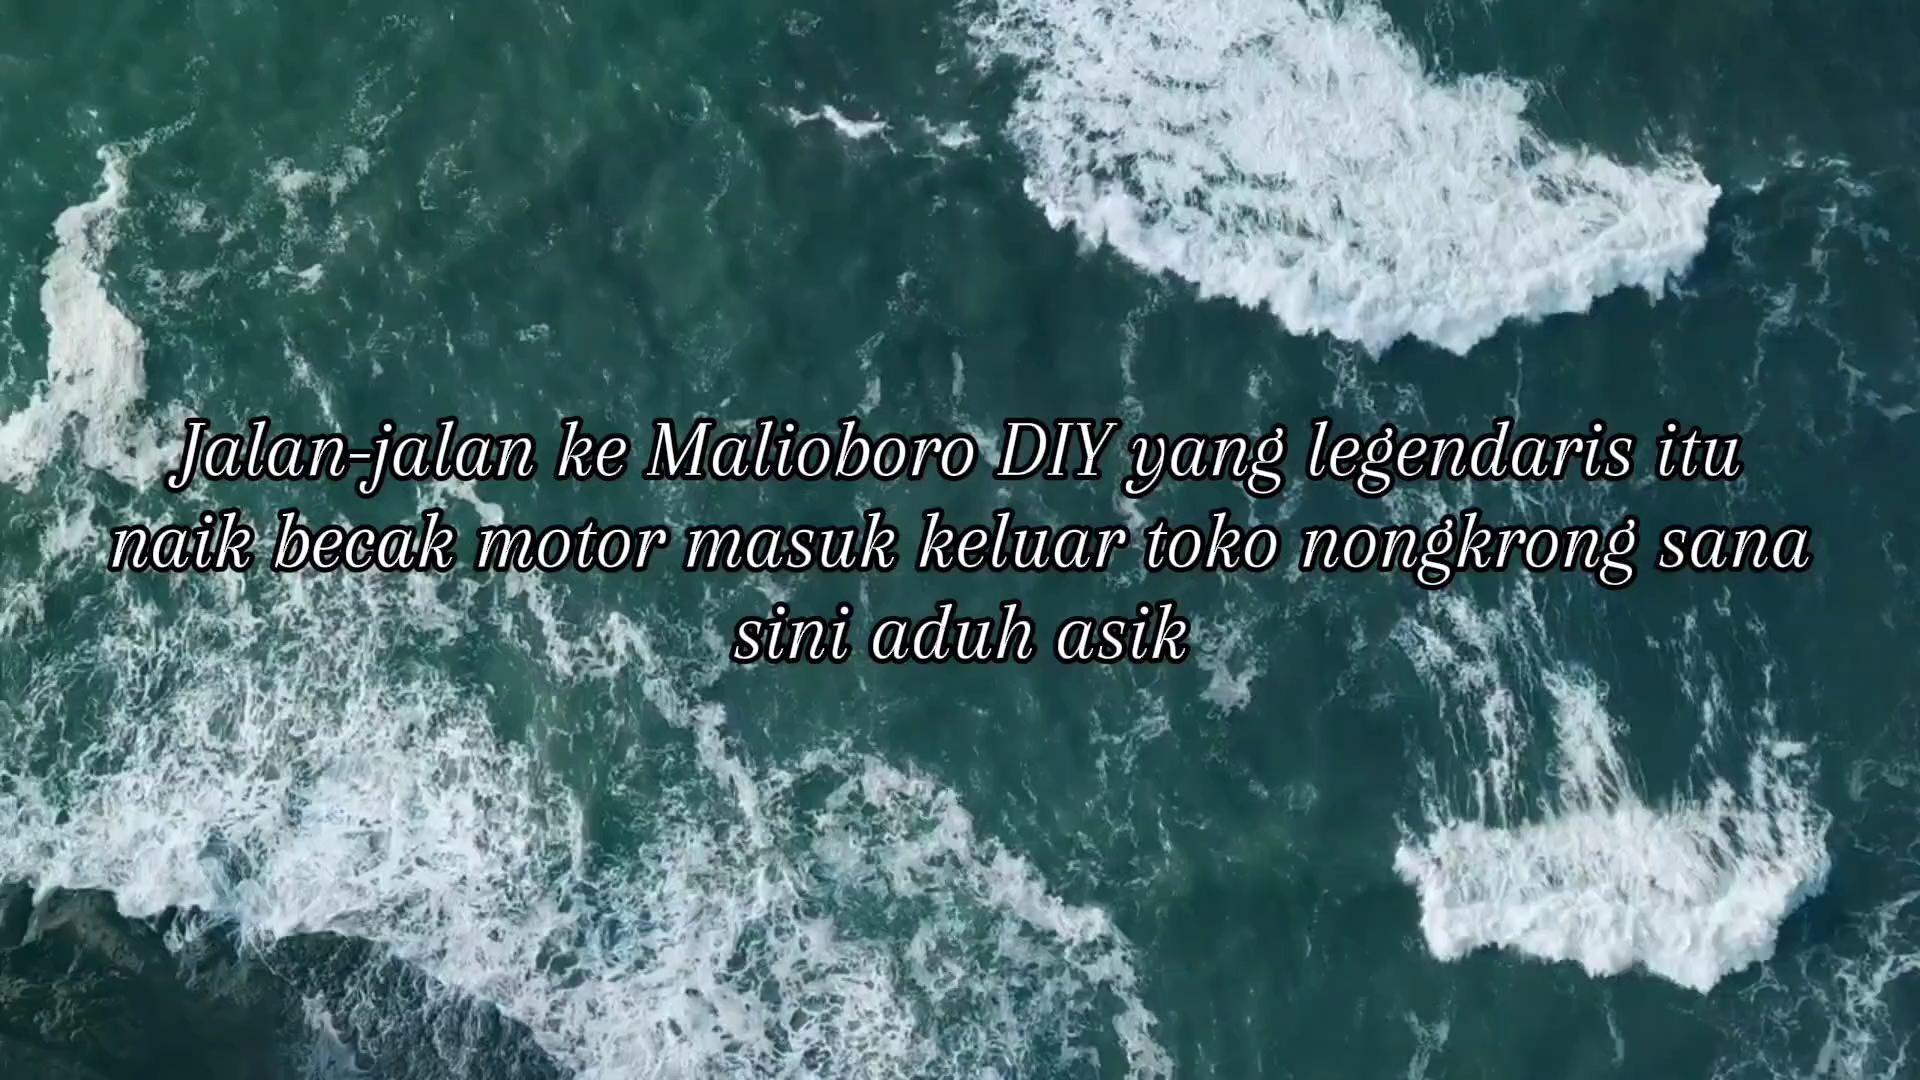 Jalan-jalan ke Malioboro DIY yang legendaris itu
naik becak motor masuk keluar toko nongkrong sana
sini aduh asik